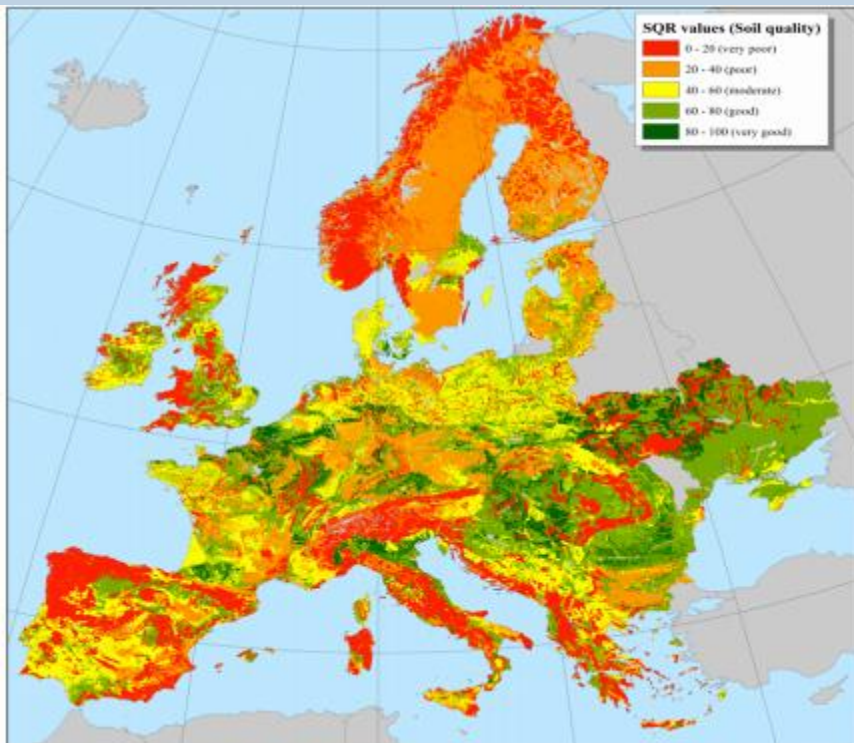 SQR values (Soil quality)
0 - 20 (very poor)
20 - 40 (poor)
40 - 60 (moderate)
60 - 80 (good)
80 - 100 (very good)